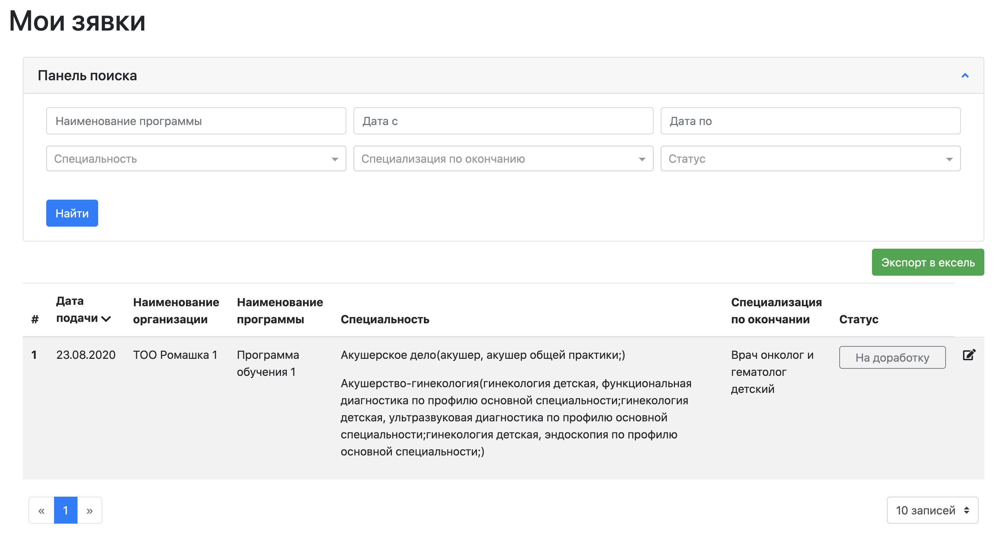 Мои зявки
Панель поиска
Наименование программы
Дата с
Дата по
Специальность
Специализация по окончанию
Статус
Найти
Экспорт в ексель
#
Дата
подачи
Наименование
организации
Наименование
программы
Специальность
Специализация
по окончании
Статус
1
23.08.2020
ТОО Ромашка 1
Программа
обучения 1
Акушерское дело(акушер, акушер общей практики;)
Акушерство-гинекология(гинекология детская, функциональная
диагностика по профилю основной специальности;гинекология
детская, ультразвуковая диагностика по профилю основной
специальности;гинекология детская, эндоскопия по профилю
основной специальности;)
Врач онколог и
гематолог
детский
На доработку
« 1 »
10 записей